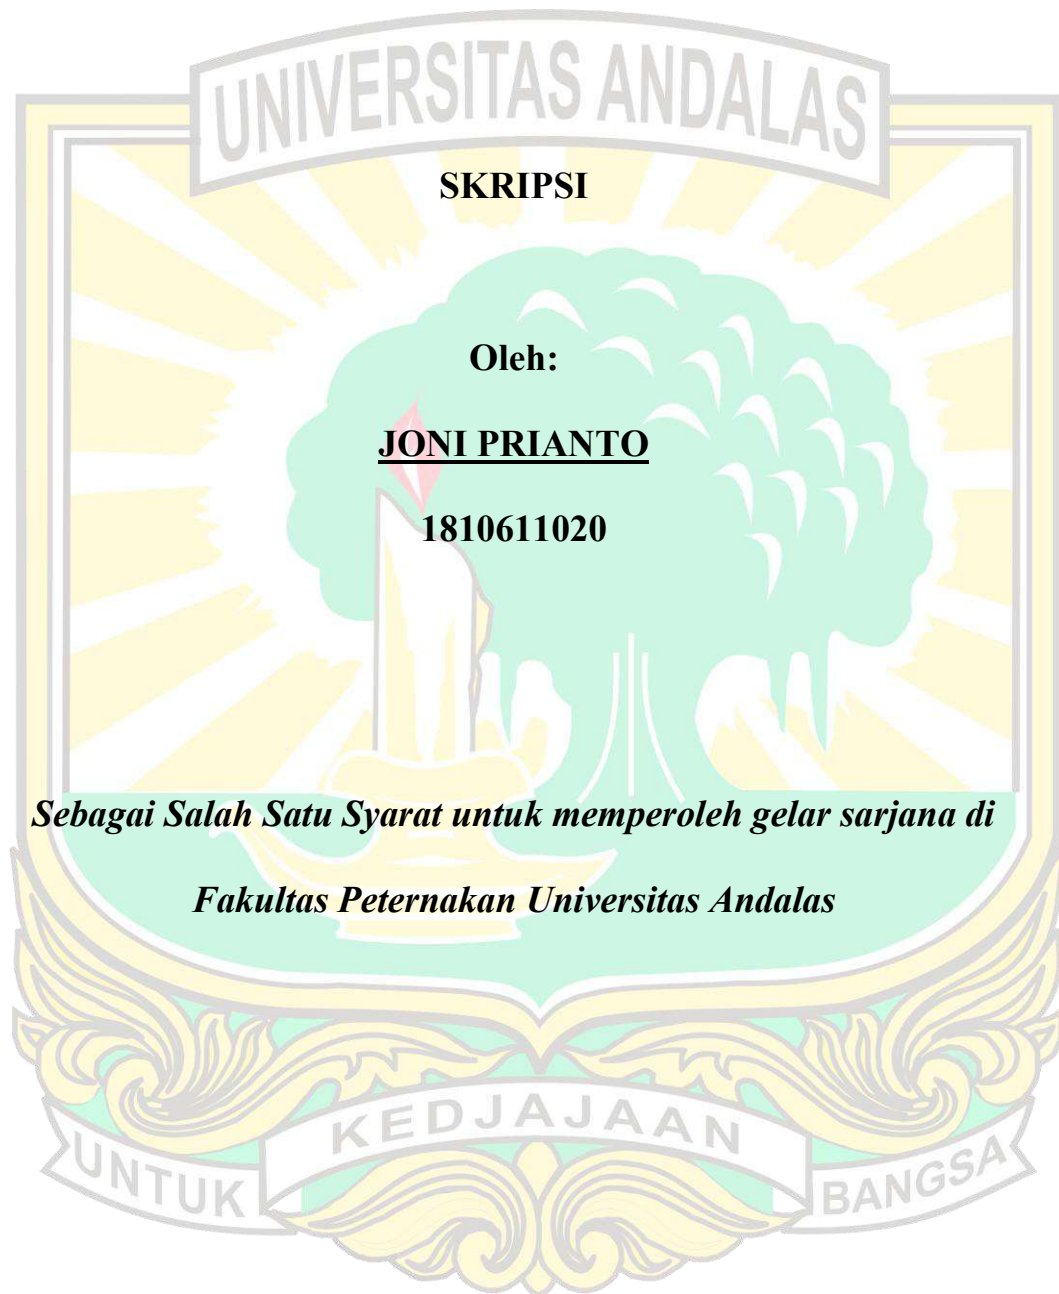 UNIVERSITAS ANDALAS
SKRIPSI
Oleh:
JONI PRIANTO
1810611020
Sebagai Salah Satu Syarat untuk memperoleh gelar sarjana di
Fakultas Peternakan Universitas Andalas
UNTUK KEDJAJAAN BANGSA